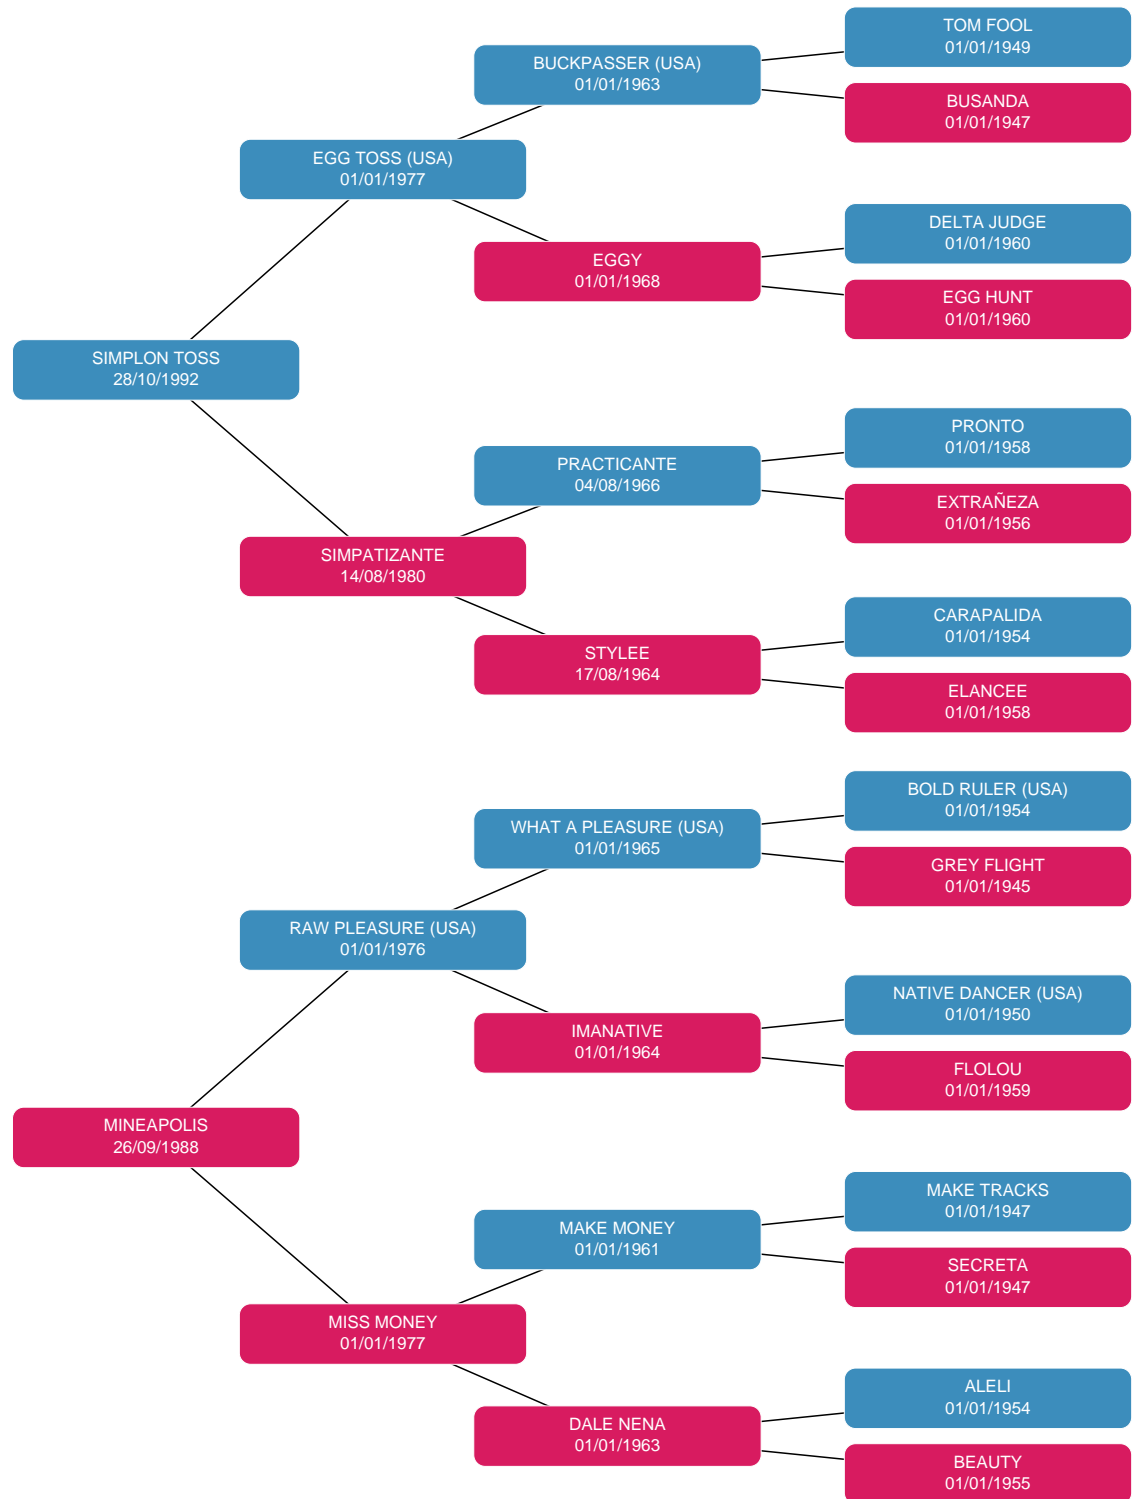 TOM FOOL
01/01/1949
BUCKPASSER (USA)
01/01/1963
BUSANDA
01/01/1947
EGG TOSS (USA)
01/01/1977
DELTA JUDGE
01/01/1960
EGGY
01/01/1968
EGG HUNT
01/01/1960
SIMPLON TOSS
28/10/1992
PRONTO
01/01/1958
PRACTICANTE
04/08/1966
EXTRAÑEZA
01/01/1956
SIMPATIZANTE
14/08/1980
CARAPALIDA
01/01/1954
STYLEE
17/08/1964
ELANCEE
01/01/1958
BOLD RULER (USA)
01/01/1954
WHAT A PLEASURE (USA)
01/01/1965
GREY FLIGHT
01/01/1945
RAW PLEASURE (USA)
01/01/1976
NATIVE DANCER (USA)
01/01/1950
IMANATIVE
01/01/1964
FLOLOU
01/01/1959
MINEAPOLIS
26/09/1988
MAKE TRACKS
01/01/1947
MAKE MONEY
01/01/1961
SECRETA
01/01/1947
MISS MONEY
01/01/1977
ALELI
01/01/1954
DALE NENA
01/01/1963
BEAUTY
01/01/1955